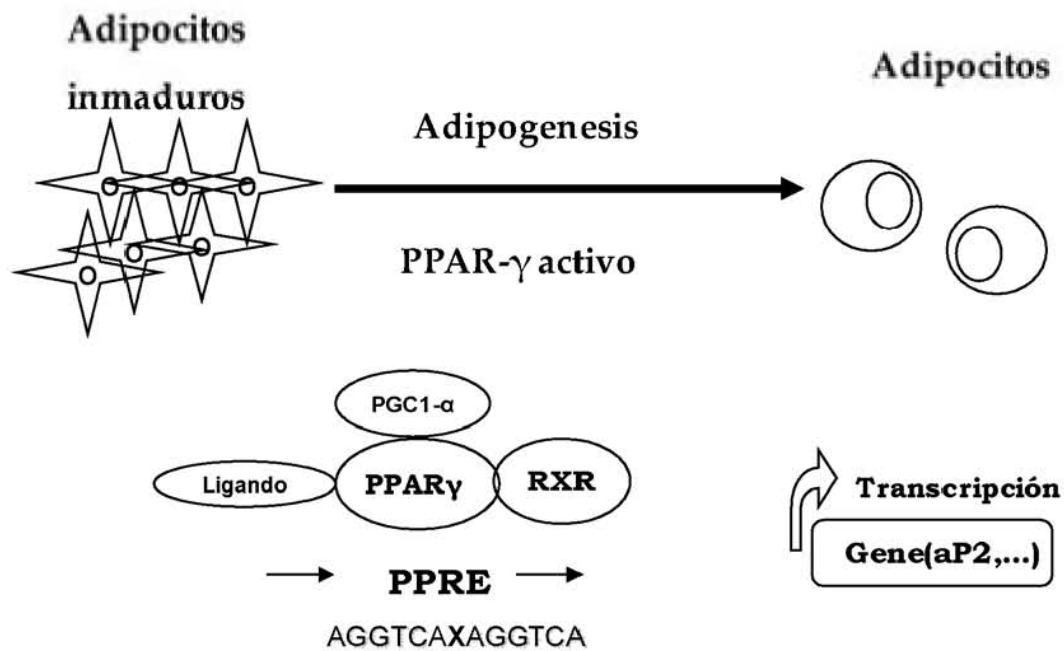 Adipocitos
inmaduros
Adipocitos
Adipogenesis
PPAR-γ activo
PGC1-α
Ligando
PPARγ
RXR
Transcripción
Gene(aP2,...)
PPRE
AGGTCAXAGGTCA